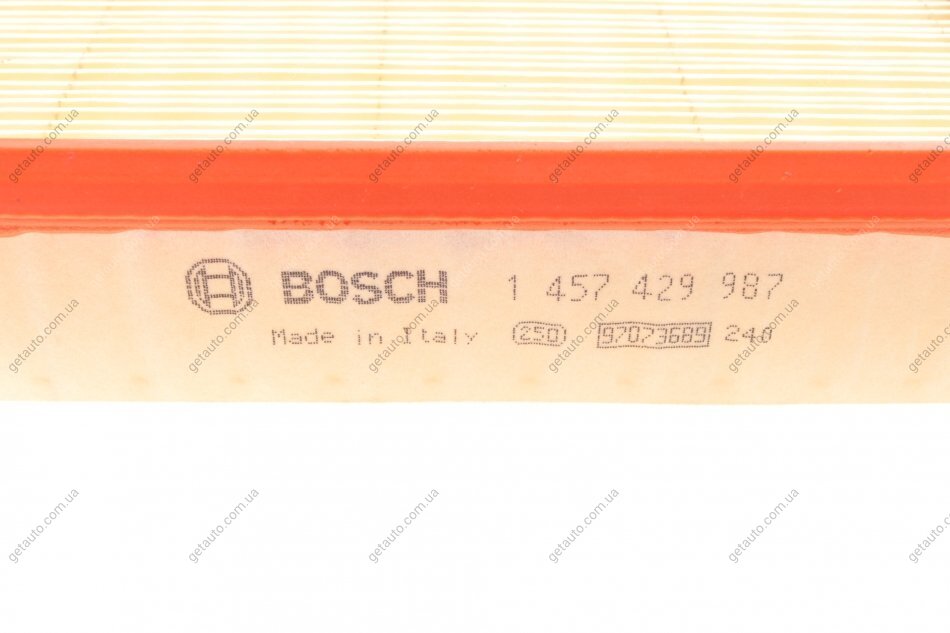 BOSCH 1 457 429 987
Made in Italy 250 97073689 240
getauto.com.ua